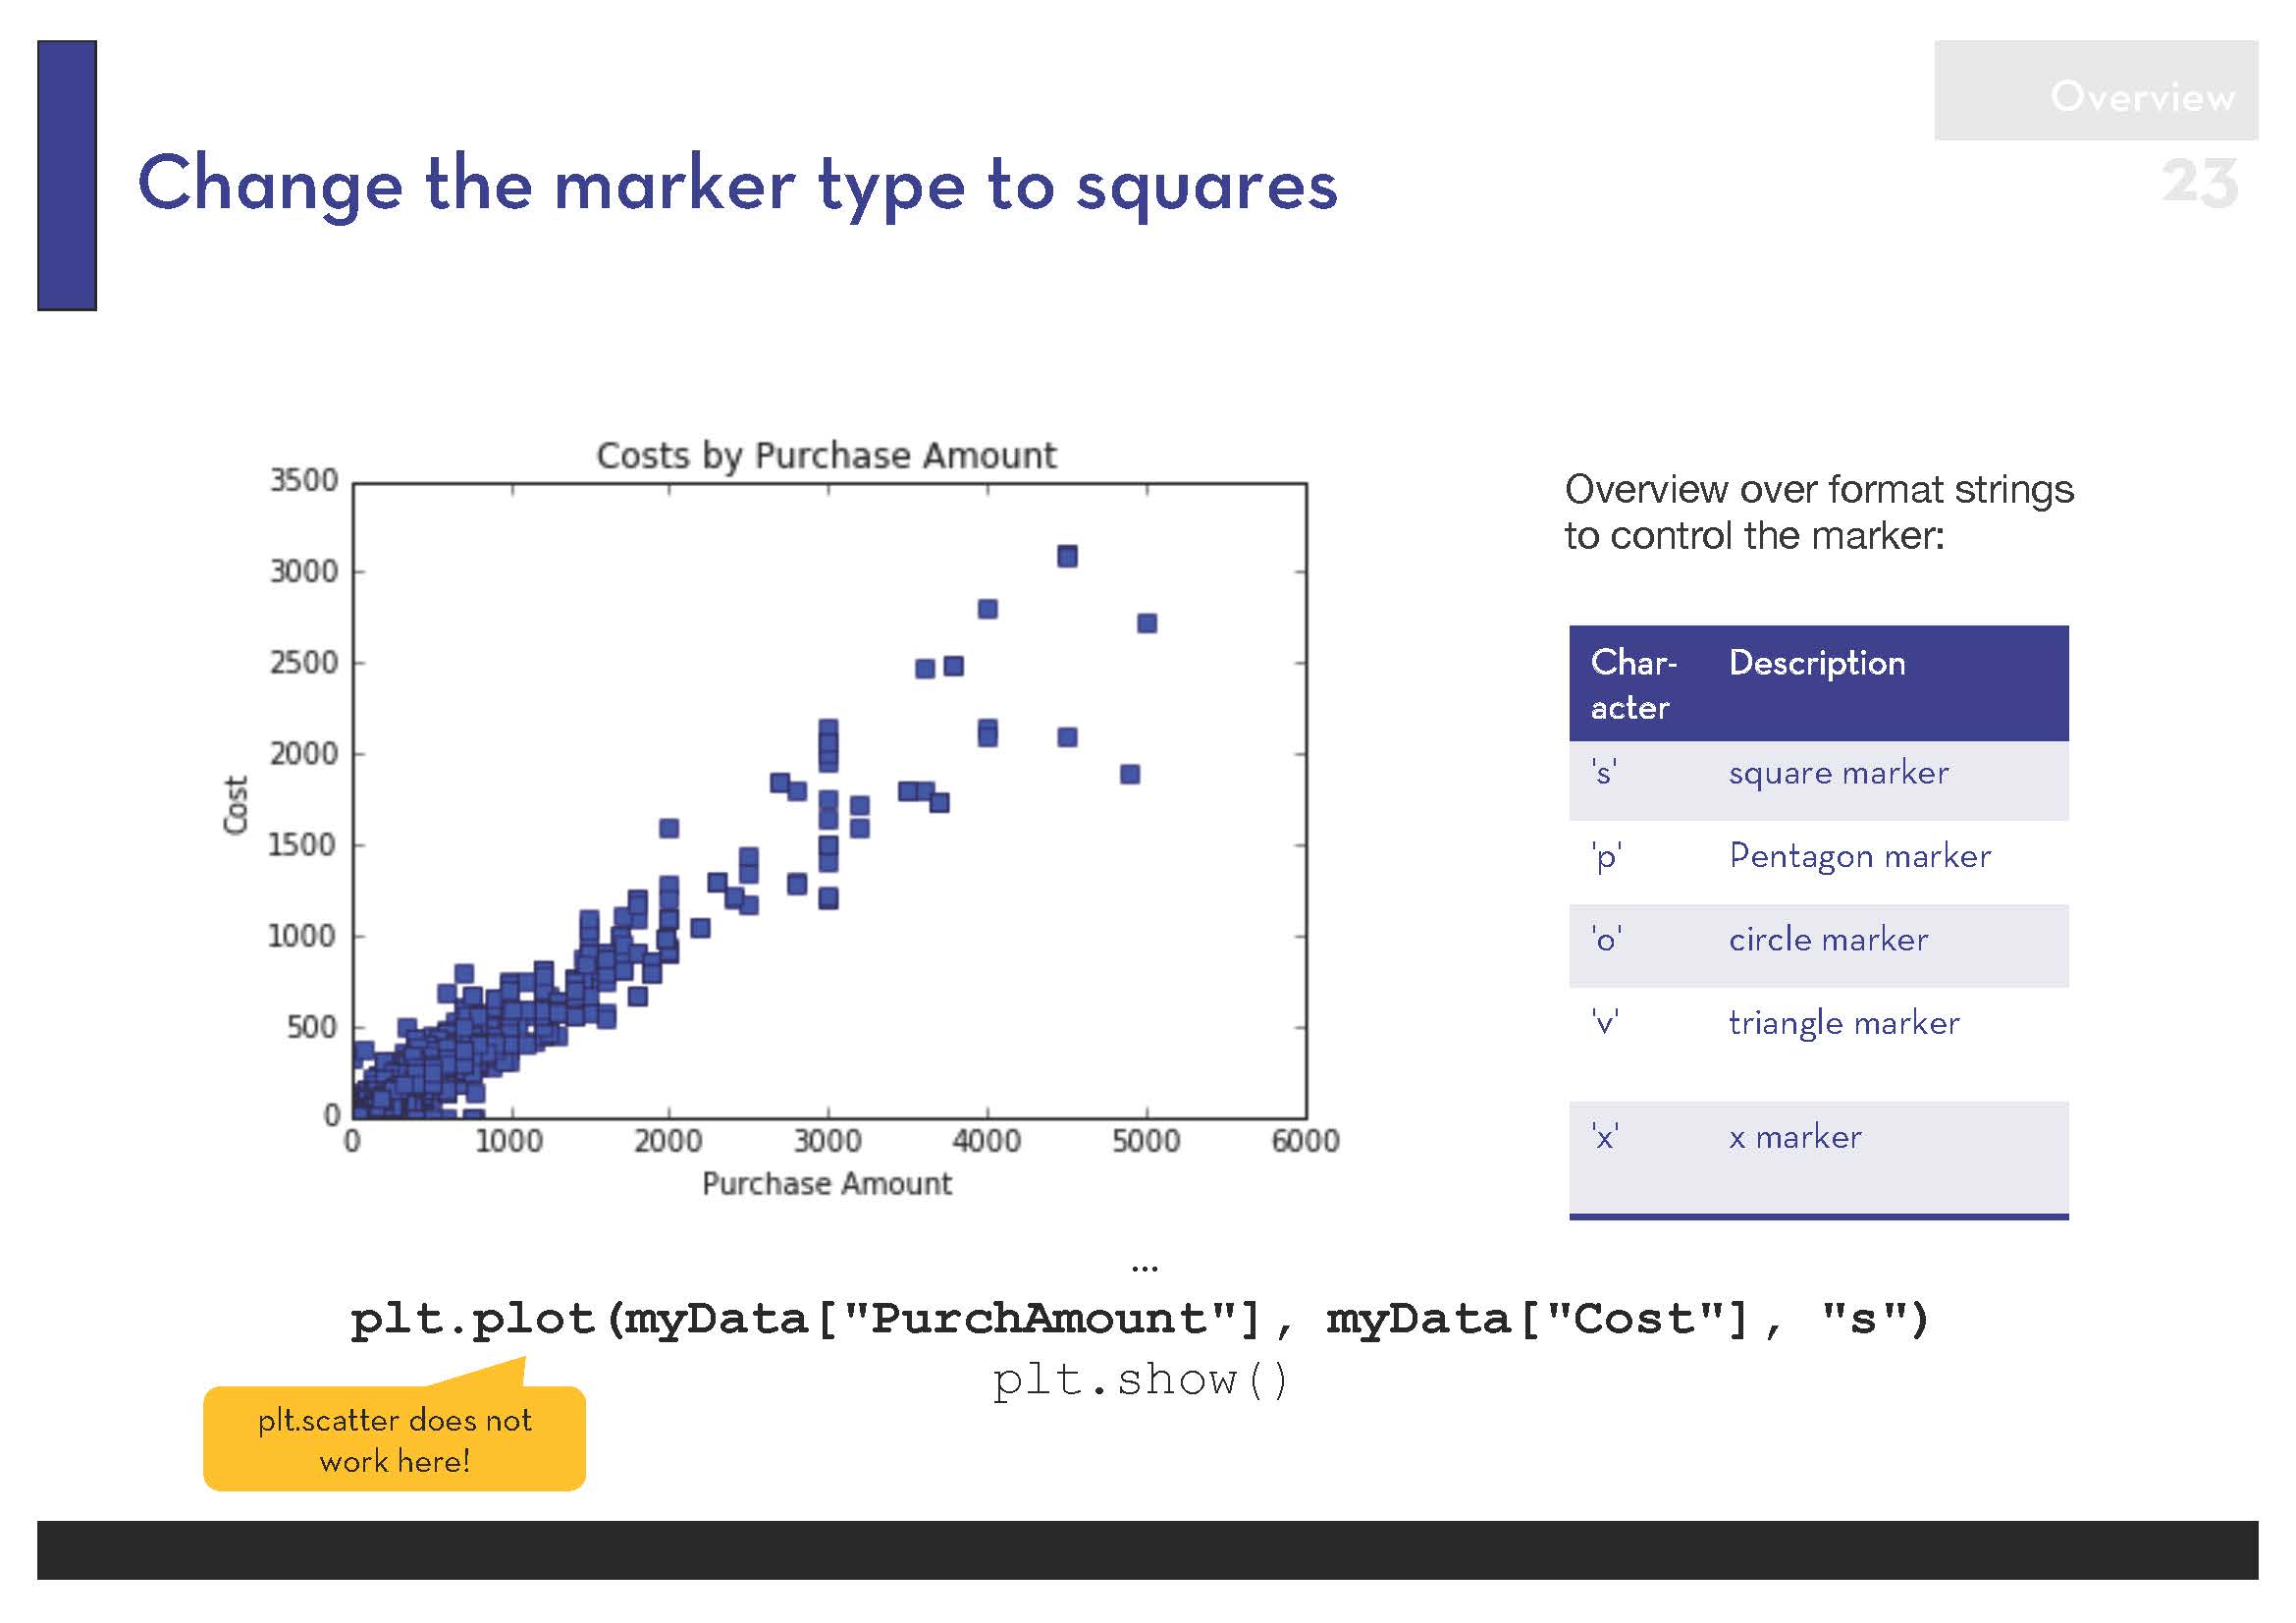 Overview
23
Change the marker type to squares
Costs by Purchase Amount
3500
3000
2500
2000
1500
1000
500
0
Cost
0 1000 2000 3000 4000 5000 6000
Purchase Amount
Overview over format strings
to control the marker:
Char- Description
acter
's' square marker
'p' Pentagon marker
'o' circle marker
'v' triangle marker
'x' x marker
...
plt.plot(myData["PurchAmount"], myData["Cost"], "s")
plt.show()
plt.scatter does not
work here!